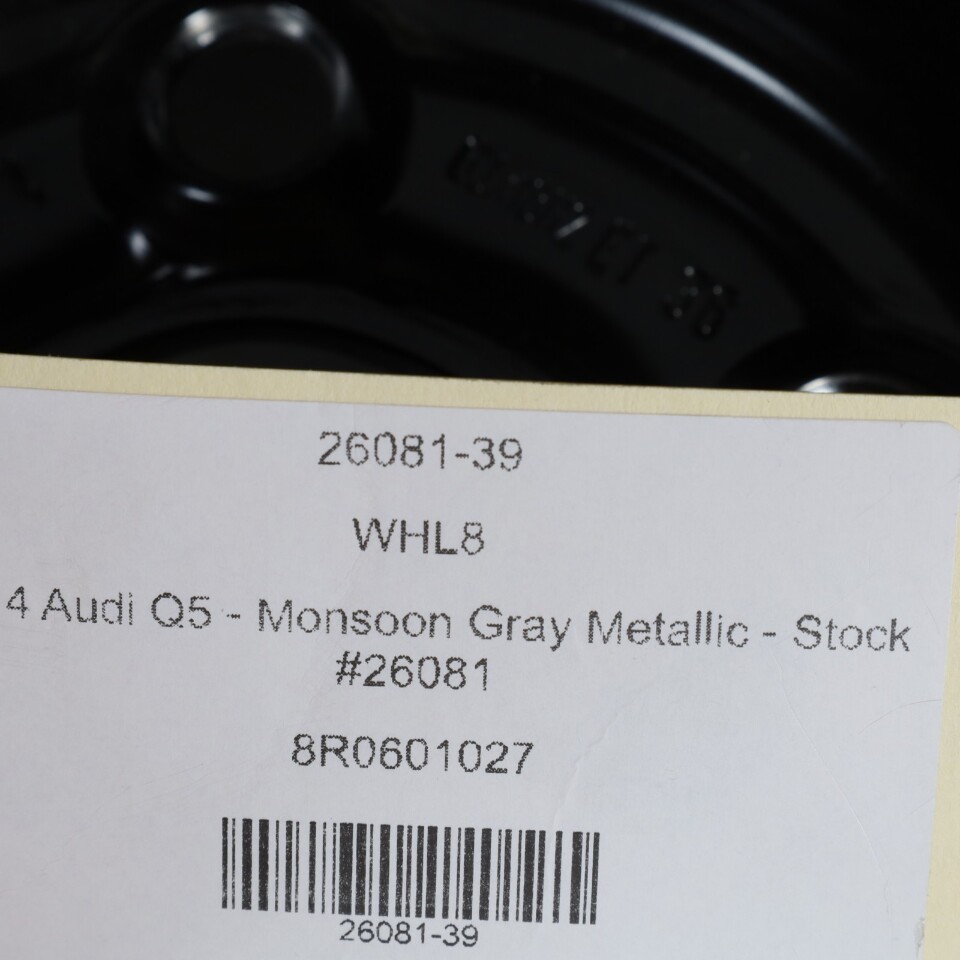 26081-39
WHL8
4 Audi Q5 - Monsoon Gray Metallic - Stock
#26081
8R0601027
26081-39